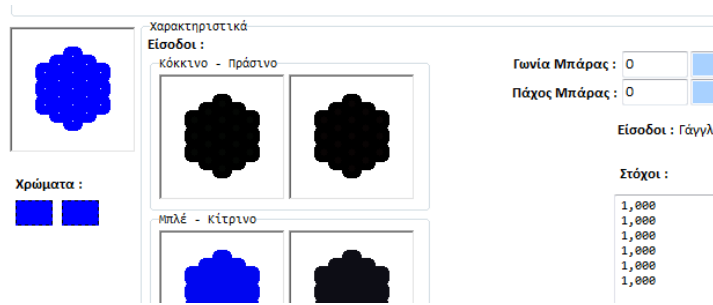 Χαρακτηριστικά
Είσοδοι :
Κόκκινο - Πράσινο
Γωνία Μπάρας : 0
Πάχος Μπάρας : 0
Είσοδοι :
Χρώματα :
Στόχοι :
Μπλέ - Κίτρινο
1,000
1,000
1,000
1,000
1,000
1,000